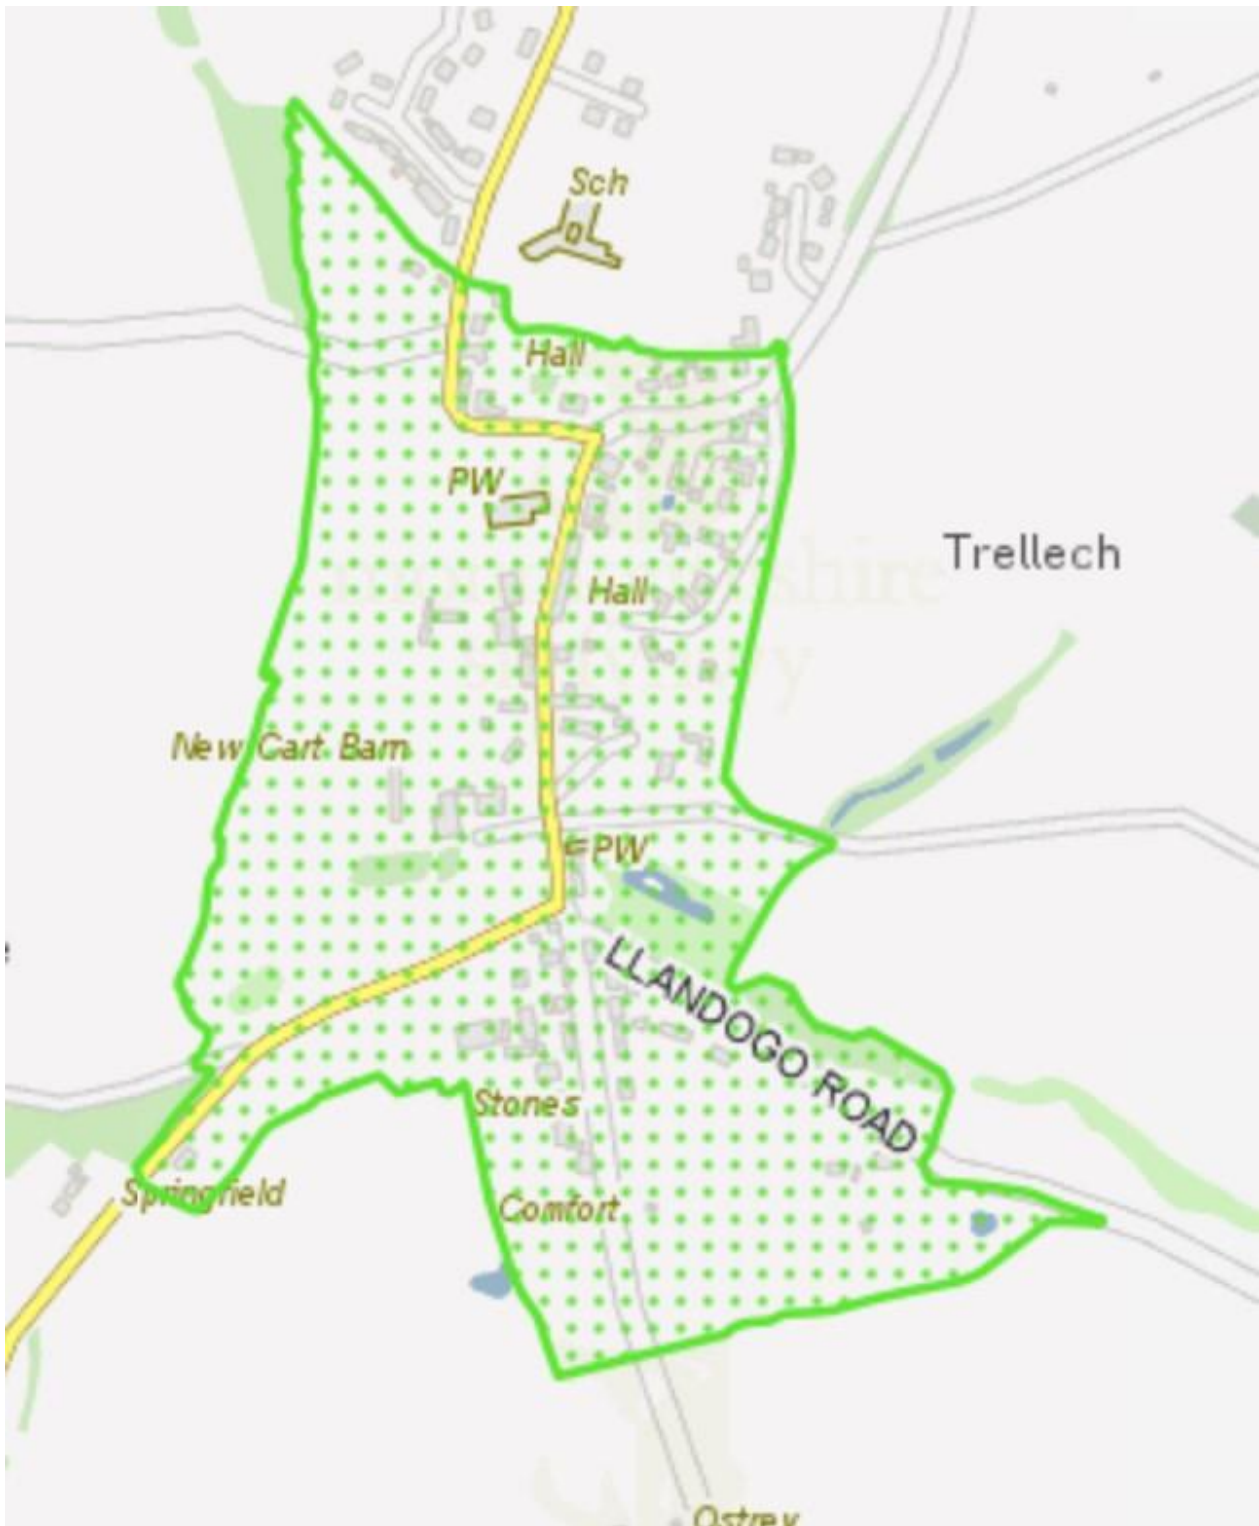 Sch
Hall
PW
Trellech
Hall
New Cart Barn
PW
LLANDOGO ROAD
Stones
Springfield
Comfort
Ostrey